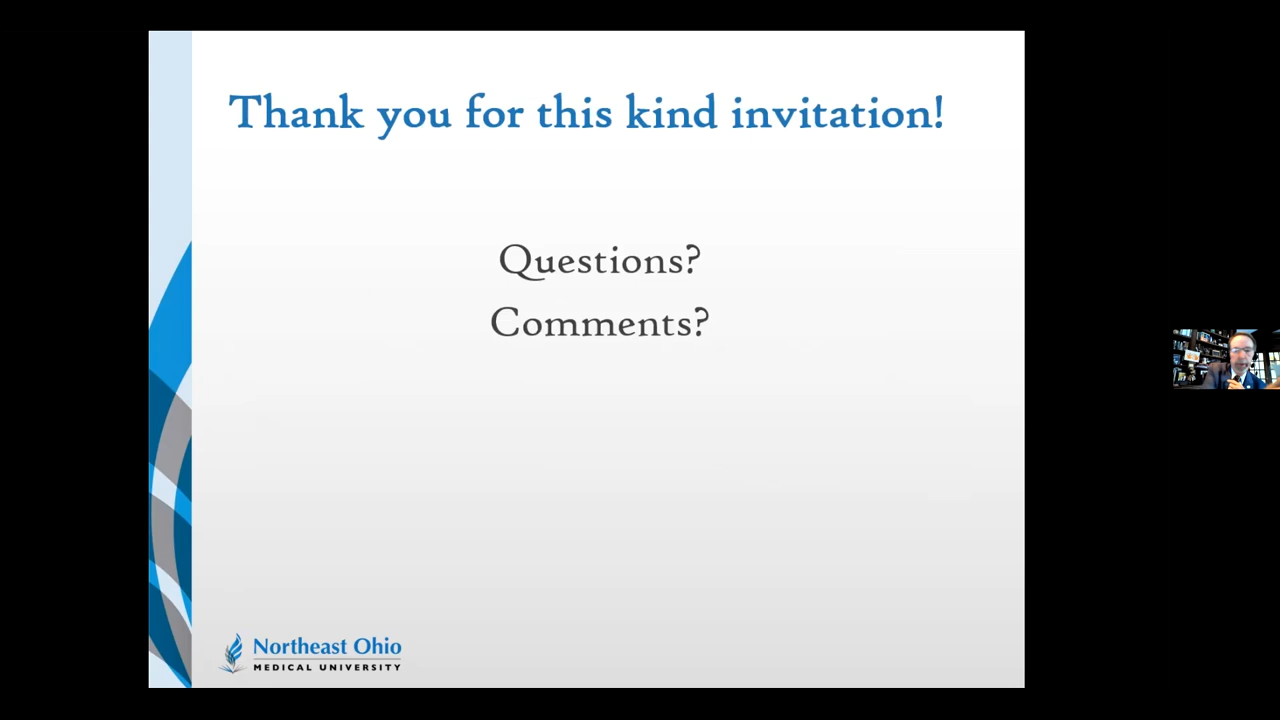 Thank you for this kind invitation!
Questions?
Comments?
Northeast Ohio
MEDICAL UNIVERSITY